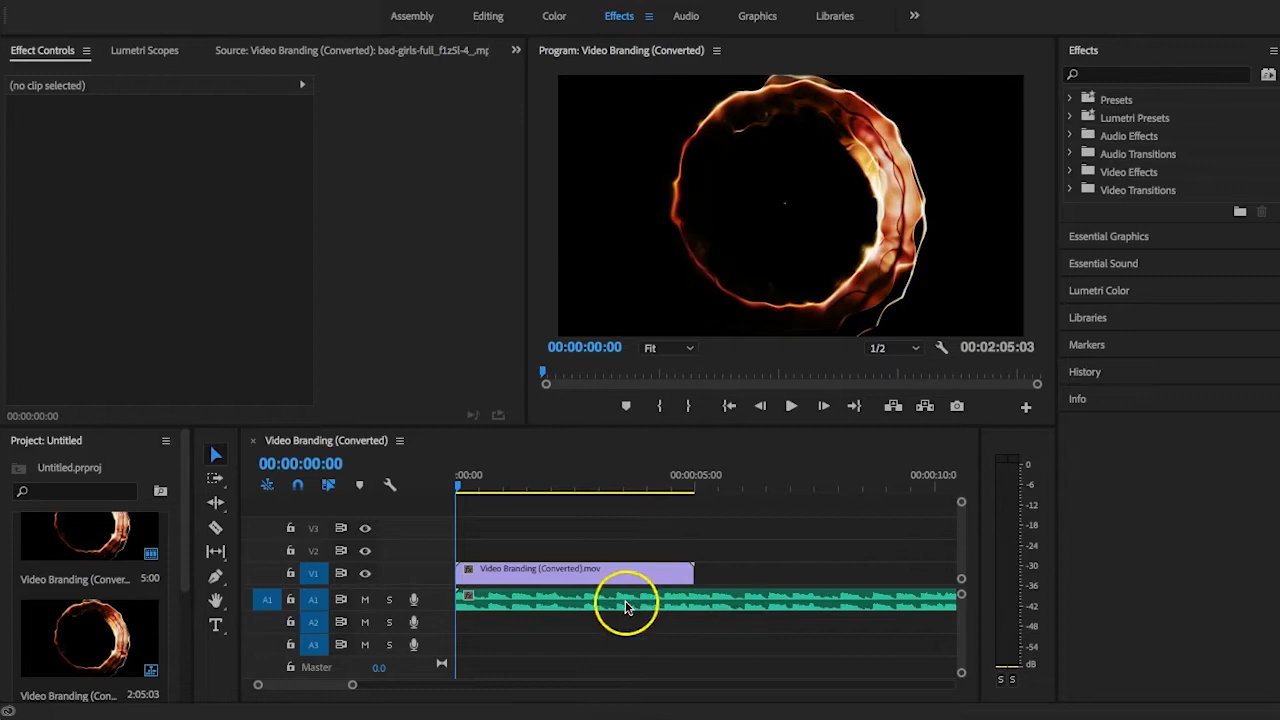 Assembly
Editing
Color
Effects
Audio
Graphics
Libraries
Effect Controls
Lumetri Scopes
Source: Video Branding (Converted): bad-girls-full_f1z5l-4_.mp
Program: Video Branding (Converted)
Effects
(no clip selected)
Presets
Lumetri Presets
Audio Effects
Audio Transitions
Video Effects
Video Transitions
Essential Graphics
Essential Sound
Lumetri Color
Libraries
Markers
History
Info
00:00:00:00
Fit
1/2
00:02:05:03
00:00:00:00
Project: Untitled
Untitled.prproj
Video Branding (Conver...
5:00
Video Branding (Con...
2:05:03
Video Branding (Converted)
00:00:00:00
:00:00
00:00:05:00
00:00:10:0
V3
V2
V1
Video Branding (Converted).mov
A1
A1
M
S
A2
M
S
A3
M
S
Master
0.0
0
-6
-12
-18
-24
-30
-36
-42
-48
-54
dB
S
S